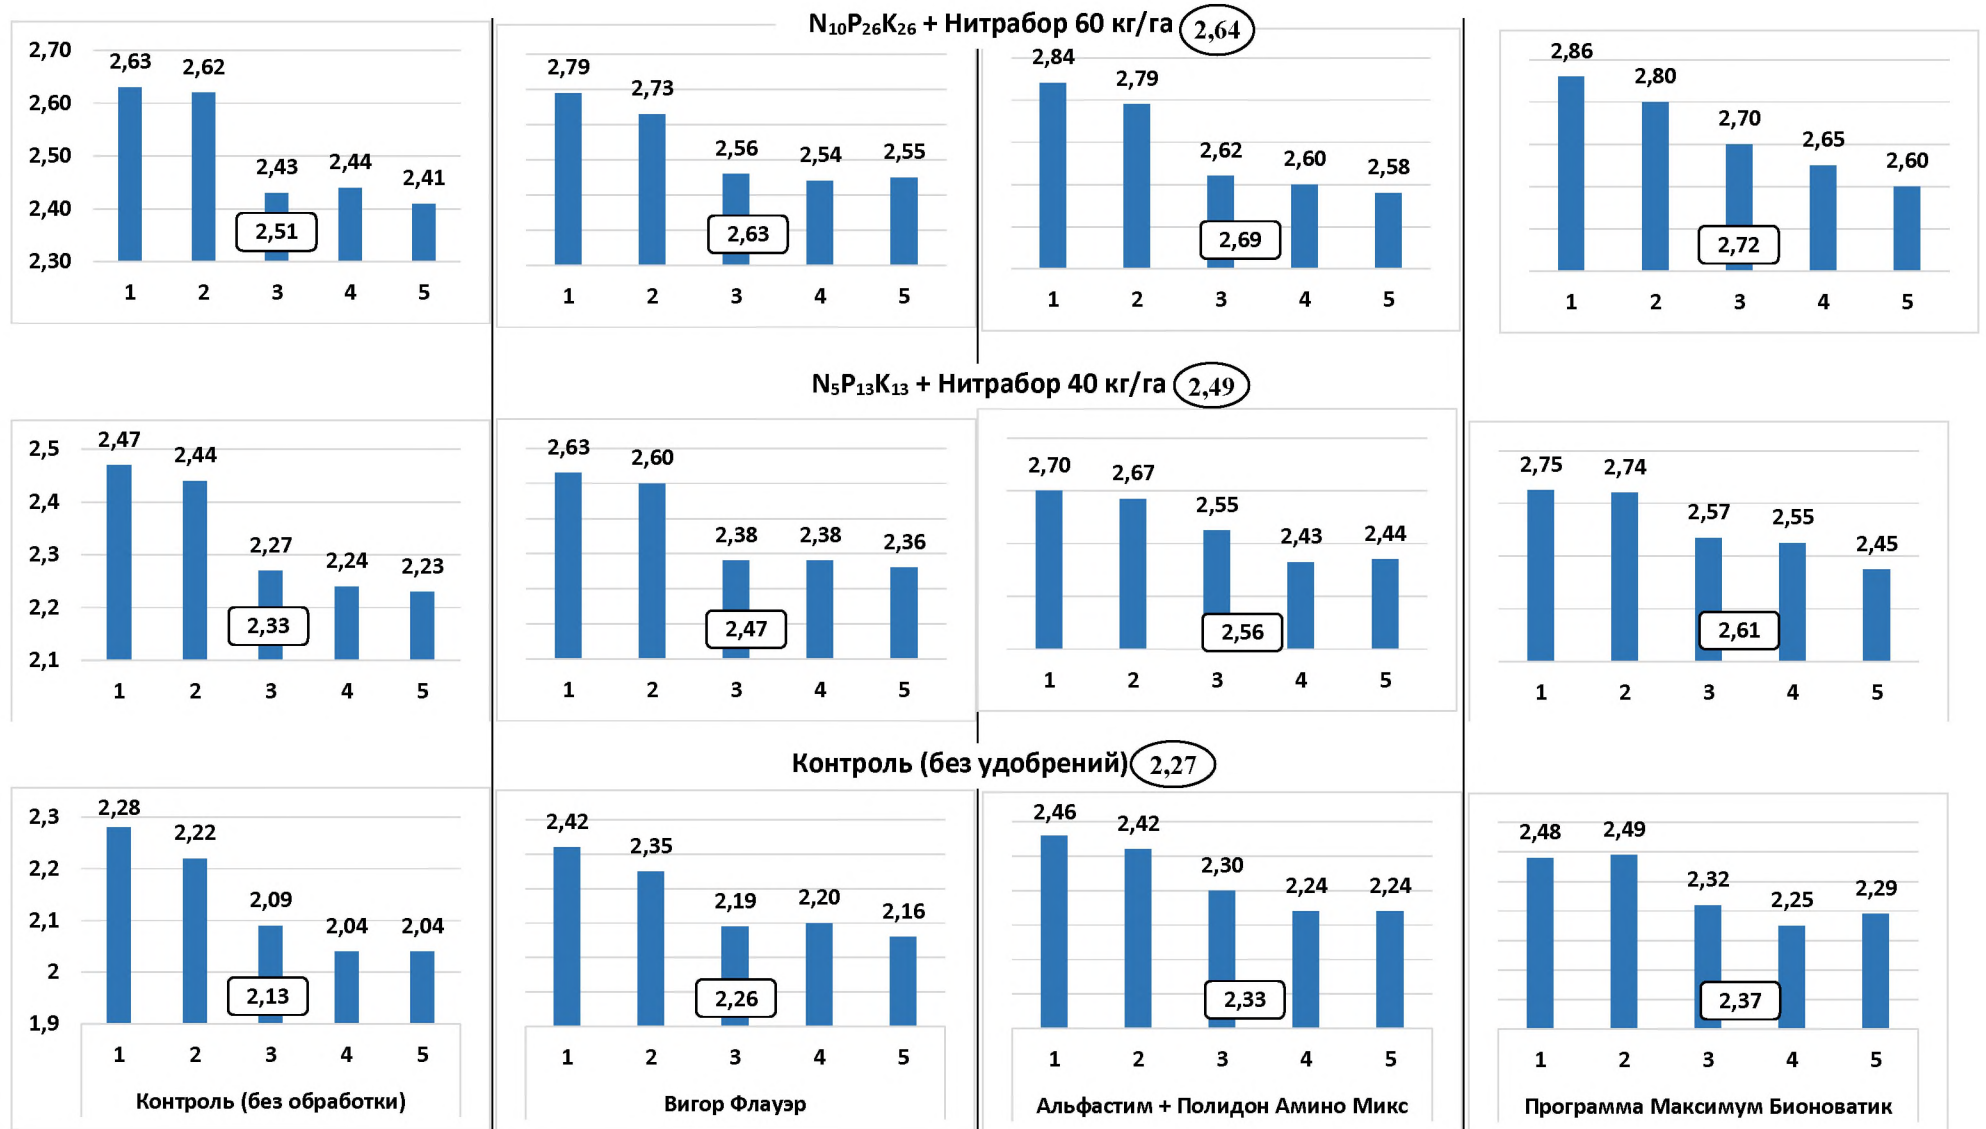 N₁₀P₂₆K₂₆ + Нитрабор 60 кг/га 2,64
2,70
2,60
2,50
2,40
2,30
2,63 2,62 2,43 2,44 2,41
2,51
1 2 3 4 5
2,79 2,73 2,56 2,54 2,55
2,63
1 2 3 4 5
2,84 2,79 2,62 2,60 2,58
2,69
1 2 3 4 5
2,86 2,80 2,70 2,65 2,60
2,72
1 2 3 4 5
N₅P₁₃K₁₃ + Нитрабор 40 кг/га 2,49
2,5
2,4
2,3
2,2
2,1
2,47 2,44 2,27 2,24 2,23
2,33
1 2 3 4 5
2,63 2,60 2,38 2,38 2,36
2,47
1 2 3 4 5
2,70 2,67 2,55 2,43 2,44
2,56
1 2 3 4 5
2,75 2,74 2,57 2,55 2,45
2,61
1 2 3 4 5
Контроль (без удобрений) 2,27
2,3
2,2
2,1
2
1,9
2,28 2,22 2,09 2,04 2,04
2,13
1 2 3 4 5
Контроль (без обработки)
2,42 2,35 2,19 2,20 2,16
2,26
1 2 3 4 5
Вигор Флауэр
2,46 2,42 2,30 2,24 2,24
2,33
1 2 3 4 5
Альфастим + Полидон Амино Микс
2,48 2,49 2,32 2,25 2,29
2,37
1 2 3 4 5
Программа Максимум Бионоватик